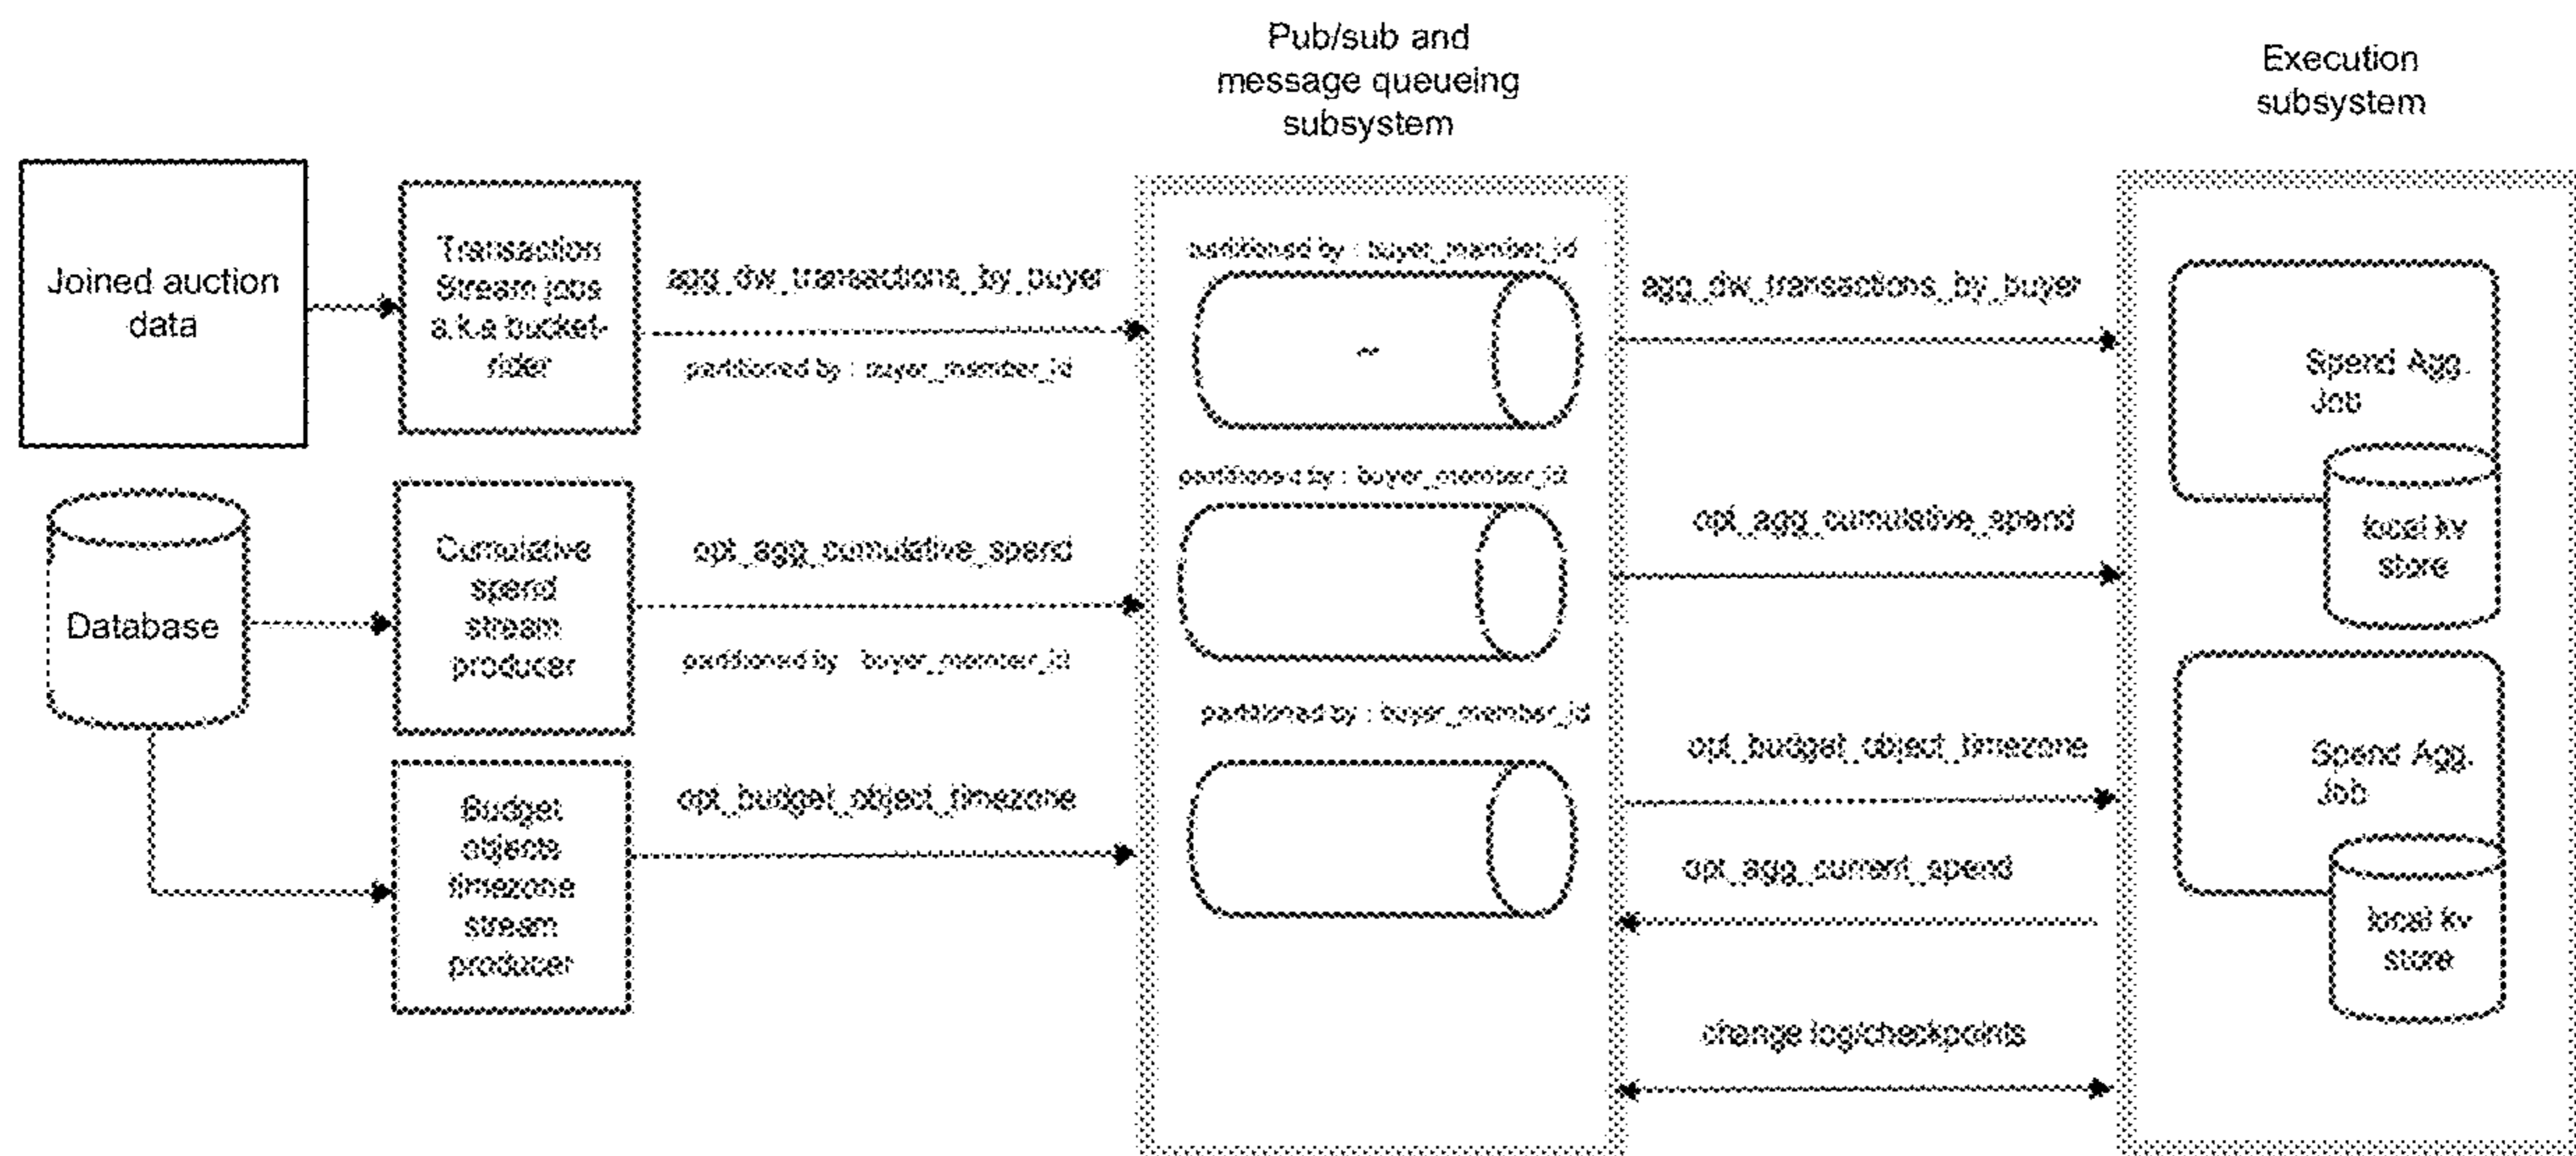 Pub/sub and
message queueing
subsystem
Execution
subsystem
Joined auction
data
Transaction
Stream jobs
a.k.a bucket-
rider
agg_dw_transactions_by_buyer
partitioned by : buyer_member_id
partitioned by : buyer_member_id
~
agg_dw_transactions_by_buyer
Spend Agg.
Job
local kv
store
Database
Cumulative
spend
stream
producer
opt_agg_cumulative_spend
partitioned by : buyer_member_id
partitioned by : buyer_member_id
opt_agg_cumulative_spend
Budget
objects
timezone
stream
producer
opt_budget_object_timezone
partitioned by : buyer_member_id
opt_budget_object_timezone
opt_agg_current_spend
change log/checkpoints
Spend Agg.
Job
local kv
store